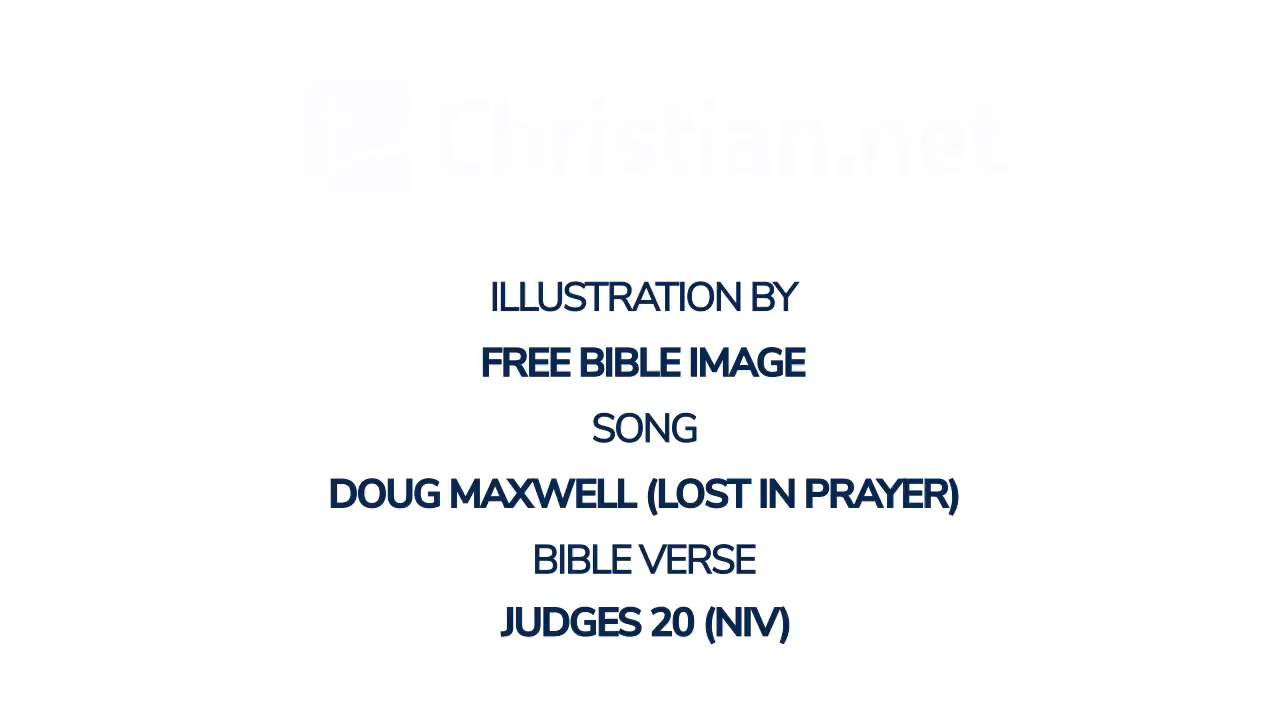 Christian.net
ILLUSTRATION BY
FREE BIBLE IMAGE
SONG
DOUG MAXWELL (LOST IN PRAYER)
BIBLE VERSE
JUDGES 20 (NIV)